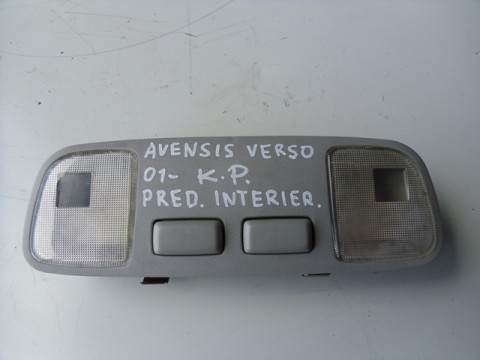 AVENSIS VERSO
01- K.P.
PRED. INTERIER.